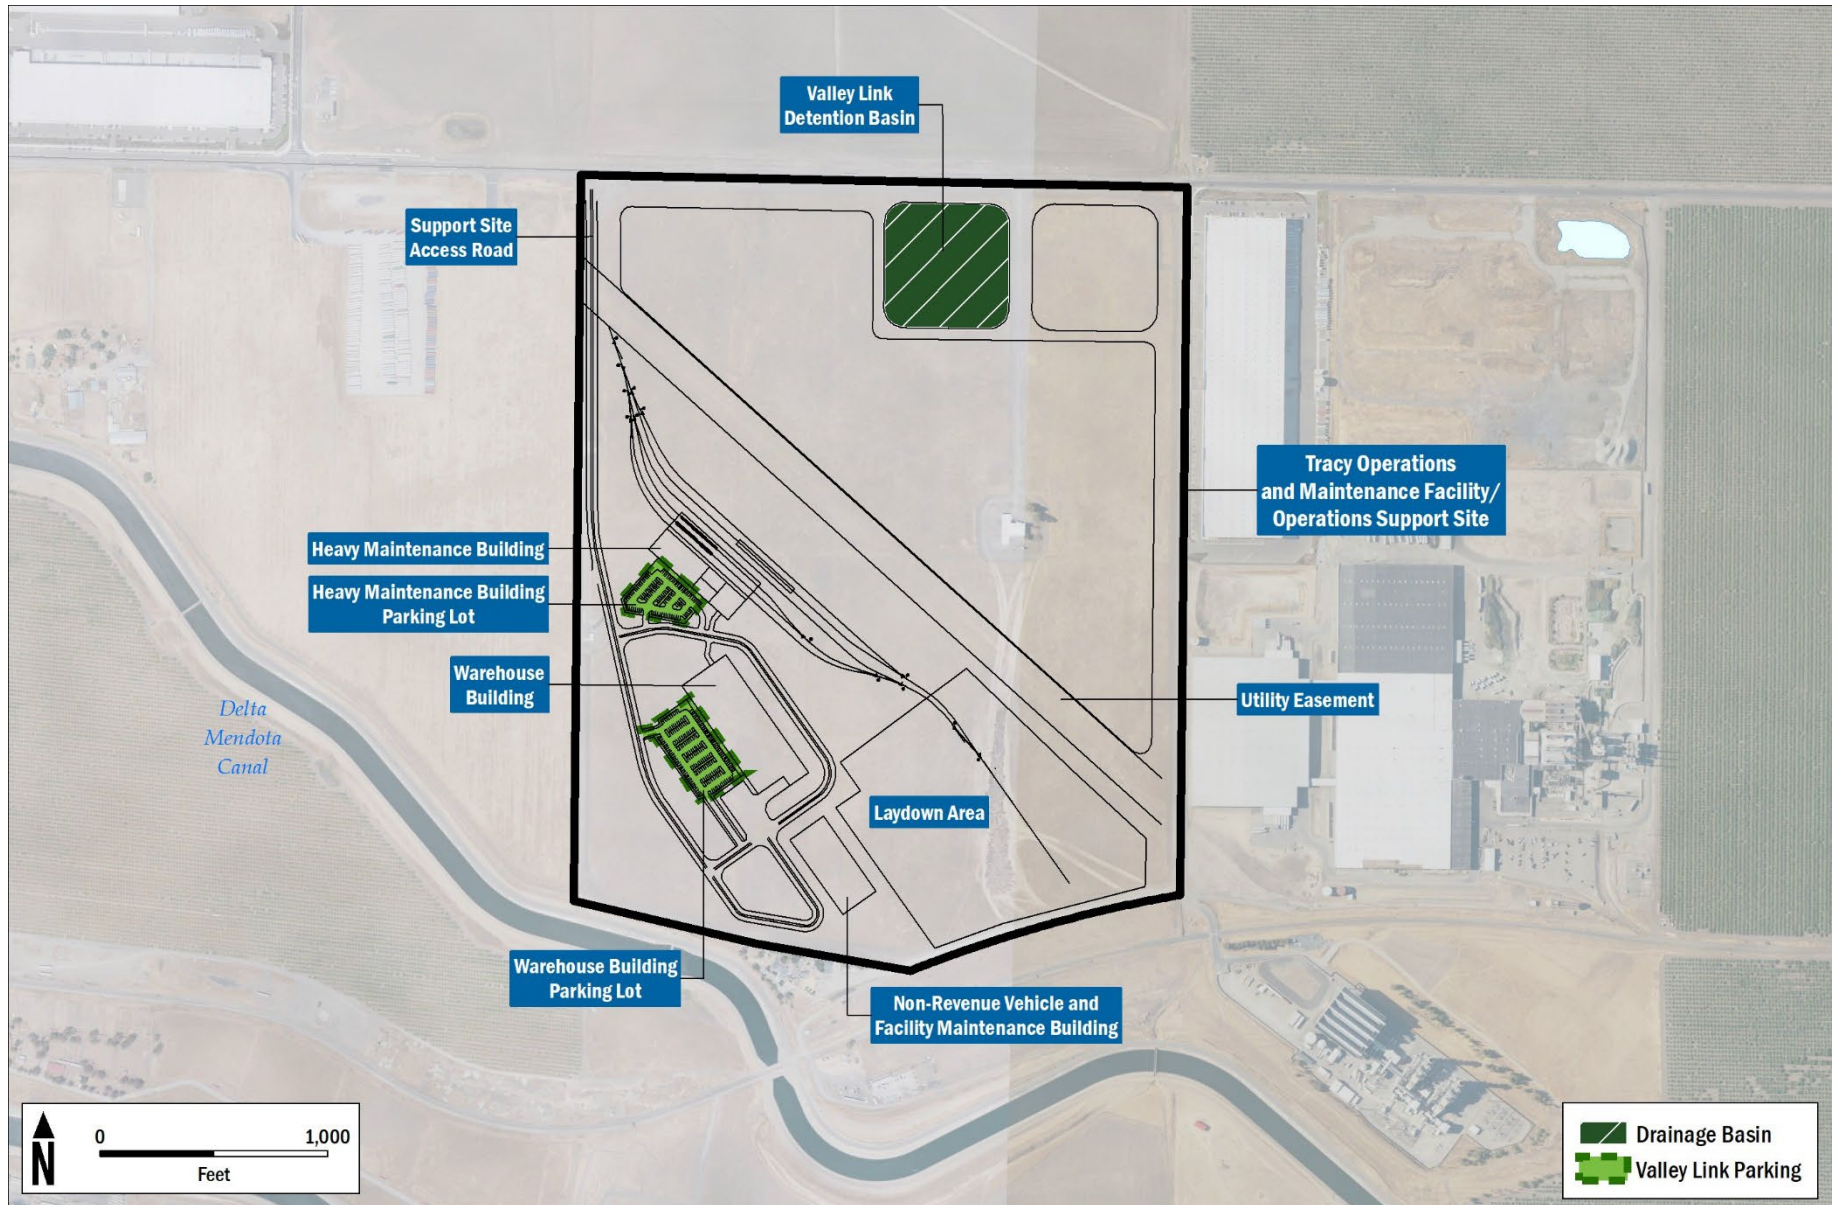 Valley Link
Detention Basin
Support Site
Access Road
Tracy Operations
and Maintenance Facility/
Operations Support Site
Heavy Maintenance Building
Heavy Maintenance Building
Parking Lot
Warehouse
Building
Utility Easement
Delta
Mendota
Canal
Laydown Area
Warehouse Building
Parking Lot
Non-Revenue Vehicle and
Facility Maintenance Building
N
0 1,000
Feet
Drainage Basin
Valley Link Parking